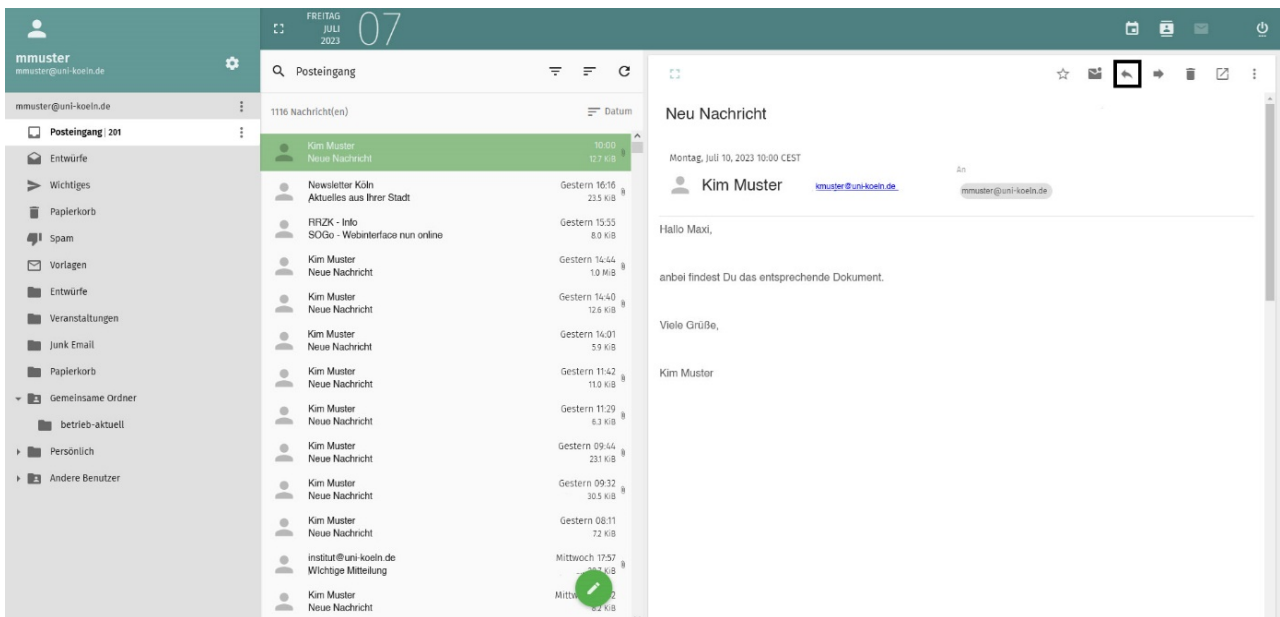 FREITAG
JULI
2023
07
mmuster
mmuster@uni-koeln.de
mmuster@uni-koeln.de
Posteingang | 201
Entwürfe
Wichtiges
Papierkorb
Spam
Vorlagen
Entwürfe
Veranstaltungen
Junk Email
Papierkorb
Gemeinsame Ordner
betrieb-aktuell
Persönlich
Andere Benutzer
Posteingang
1116 Nachricht(en) Datum
Kim Muster 10:00
Neue Nachricht 12.7 KiB
Newsletter Köln Gestern 16:16
Aktuelles aus Ihrer Stadt 23.5 KiB
RRZK - Info Gestern 15:55
SOGo - Webinterface nun online 8.0 KiB
Kim Muster Gestern 14:44
Neue Nachricht 1.0 MiB
Kim Muster Gestern 14:40
Neue Nachricht 12.6 KiB
Kim Muster Gestern 14:01
Neue Nachricht 5.9 KiB
Kim Muster Gestern 11:42
Neue Nachricht 11.0 KiB
Kim Muster Gestern 11:29
Neue Nachricht 6.3 KiB
Kim Muster Gestern 09:44
Neue Nachricht 23.1 KiB
Kim Muster Gestern 09:32
Neue Nachricht 30.5 KiB
Kim Muster Gestern 08:11
Neue Nachricht 7.2 KiB
institut@uni-koeln.de Mittwoch 17:57
Wichtige Mitteilung KiB
Kim Muster
Neue Nachricht 8.2 KiB
Neu Nachricht
Montag, Juli 10, 2023 10:00 CEST
An
Kim Muster kmuster@uni-koeln.de mmuster@uni-koeln.de
Hallo Maxi,
anbei findest Du das entsprechende Dokument.
Viele Grüße,
Kim Muster